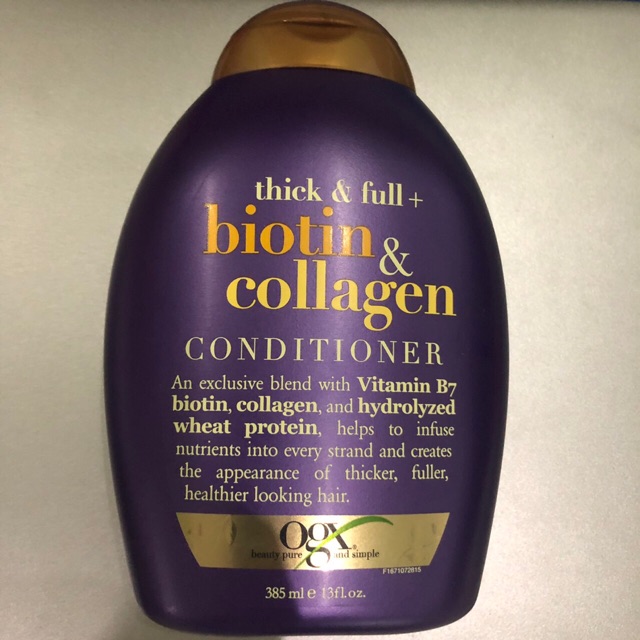 thick & full +
biotin
&
collagen
CONDITIONER
An exclusive blend with Vitamin B7
biotin, collagen, and hydrolyzed
wheat protein, helps to infuse
nutrients into every strand and creates
the appearance of thicker, fuller,
healthier looking hair.
ogx®
beauty pure and simple
F1671072815
385 ml e 13fl.oz.